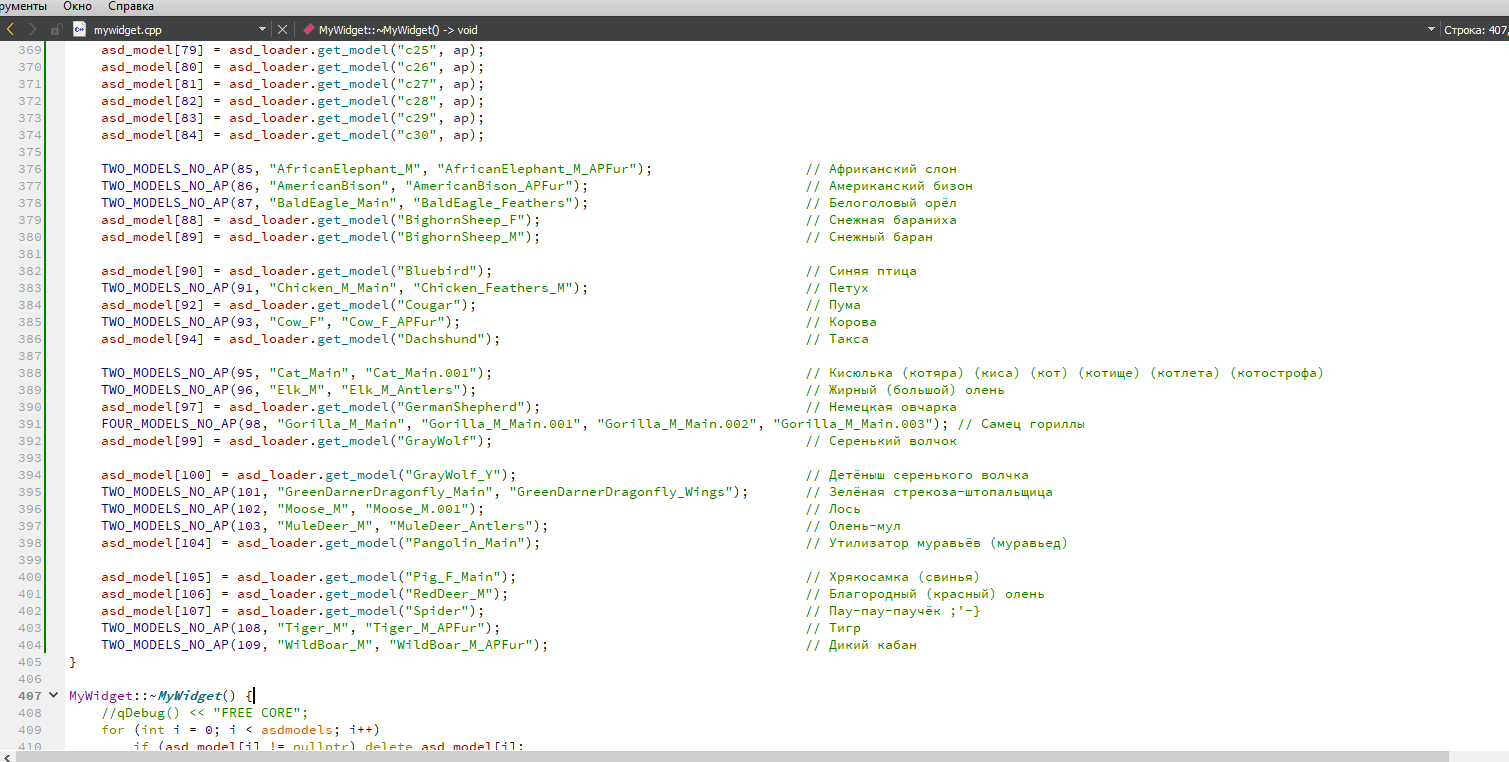 рументы Окно Справка
mywidget.cpp MyWidget::~MyWidget() -> void Строка: 407,
369 asd_model[79] = asd_loader.get_model("c25", ap);
370 asd_model[80] = asd_loader.get_model("c26", ap);
371 asd_model[81] = asd_loader.get_model("c27", ap);
372 asd_model[82] = asd_loader.get_model("c28", ap);
373 asd_model[83] = asd_loader.get_model("c29", ap);
374 asd_model[84] = asd_loader.get_model("c30", ap);
375
376 TWO_MODELS_NO_AP(85, "AfricanElephant_M", "AfricanElephant_M_APFur"); // Африканский слон
377 TWO_MODELS_NO_AP(86, "AmericanBison", "AmericanBison_APFur"); // Американский бизон
378 TWO_MODELS_NO_AP(87, "BaldEagle_Main", "BaldEagle_Feathers"); // Белоголовый орёл
379 asd_model[88] = asd_loader.get_model("BighornSheep_F"); // Снежная бараниха
380 asd_model[89] = asd_loader.get_model("BighornSheep_M"); // Снежный баран
381
382 asd_model[90] = asd_loader.get_model("Bluebird"); // Синяя птица
383 TWO_MODELS_NO_AP(91, "Chicken_M_Main", "Chicken_Feathers_M"); // Петух
384 asd_model[92] = asd_loader.get_model("Cougar"); // Пума
385 TWO_MODELS_NO_AP(93, "Cow_F", "Cow_F_APFur"); // Корова
386 asd_model[94] = asd_loader.get_model("Dachshund"); // Такса
387
388 TWO_MODELS_NO_AP(95, "Cat_Main", "Cat_Main.001"); // Кисюлька (котяра) (киса) (кот) (котище) (котлета) (котострофа)
389 TWO_MODELS_NO_AP(96, "Elk_M", "Elk_M_Antlers"); // Жирный (большой) олень
390 asd_model[97] = asd_loader.get_model("GermanShepherd"); // Немецкая овчарка
391 FOUR_MODELS_NO_AP(98, "Gorilla_M_Main", "Gorilla_M_Main.001", "Gorilla_M_Main.002", "Gorilla_M_Main.003"); // Самец гориллы
392 asd_model[99] = asd_loader.get_model("GrayWolf"); // Серенький волчок
393
394 asd_model[100] = asd_loader.get_model("GrayWolf_Y"); // Детёныш серенького волчка
395 TWO_MODELS_NO_AP(101, "GreenDarnerDragonfly_Main", "GreenDarnerDragonfly_Wings"); // Зелёная стрекоза-штопальщица
396 TWO_MODELS_NO_AP(102, "Moose_M", "Moose_M.001"); // Лось
397 TWO_MODELS_NO_AP(103, "MuleDeer_M", "MuleDeer_Antlers"); // Олень-мул
398 asd_model[104] = asd_loader.get_model("Pangolin_Main"); // Утилизатор муравьёв (муравьед)
399
400 asd_model[105] = asd_loader.get_model("Pig_F_Main"); // Хрякосамка (свинья)
401 asd_model[106] = asd_loader.get_model("RedDeer_M"); // Благородный (красный) олень
402 asd_model[107] = asd_loader.get_model("Spider"); // Пау-пау-паучёк ;'-}
403 TWO_MODELS_NO_AP(108, "Tiger_M", "Tiger_M_APFur"); // Тигр
404 TWO_MODELS_NO_AP(109, "WildBoar_M", "WildBoar_M_APFur"); // Дикий кабан
405 }
406
407 MyWidget::~MyWidget() {
408 //qDebug() << "FREE CORE";
409 for (int i = 0; i < asdmodels; i++)
410 if (asd_model[i] != nullptr) delete asd_model[i];